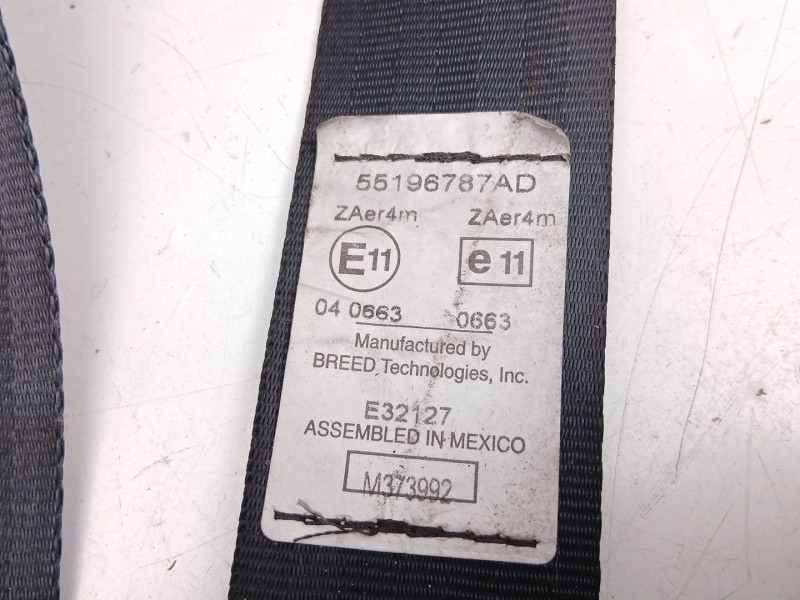 55196787AD
ZAer4m ZAer4m
E11 e11
04 0663 0663
Manufactured by
BREED Technologies, Inc.
E32127
ASSEMBLED IN MEXICO
M373992